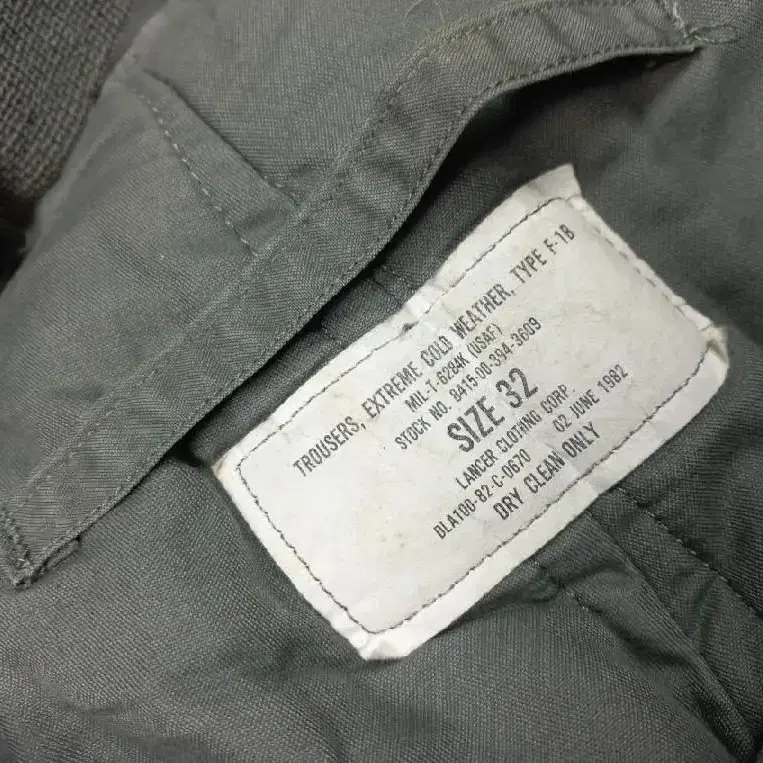 TROUSERS, EXTREME COLD WEATHER, TYPE F-1B
MIL-T-6284K (USAF)
STOCK NO. 8415-00-394-3609
SIZE 32
LANCER CLOTHING CORP.
DLA100-82-C-0670 02 JUNE 1982
DRY CLEAN ONLY